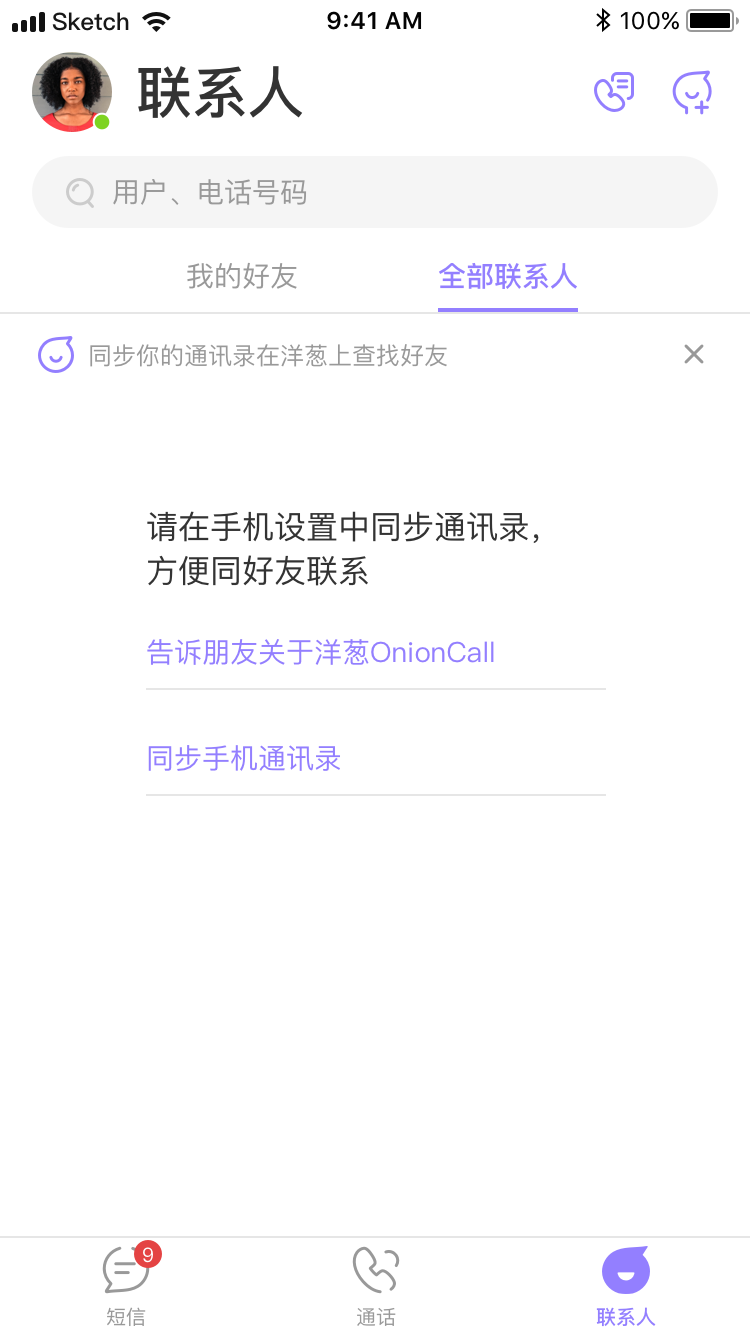 Sketch 9:41 AM 100%
联系人
用户、电话号码
我的好友 全部联系人
同步你的通讯录在洋葱上查找好友
请在手机设置中同步通讯录,
方便同好友联系
告诉朋友关于洋葱OnionCall
同步手机通讯录
9
短信 通话 联系人